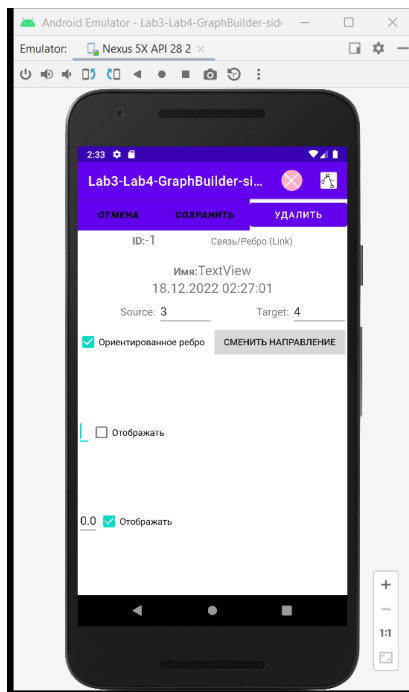 Android Emulator - Lab3-Lab4-GraphBuilder-side
Emulator: Nexus 5X API 28 2
2:33
Lab3-Lab4-GraphBuilder-si...
ОТМЕНА СОХРАНИТЬ УДАЛИТЬ
ID:-1 Связь/Ребро (Link)
Имя:TextView
18.12.2022 02:27:01
Source: 3 Target: 4
Ориентированное ребро СМЕНИТЬ НАПРАВЛЕНИЕ
Отображать
0.0 Отображать
1:1